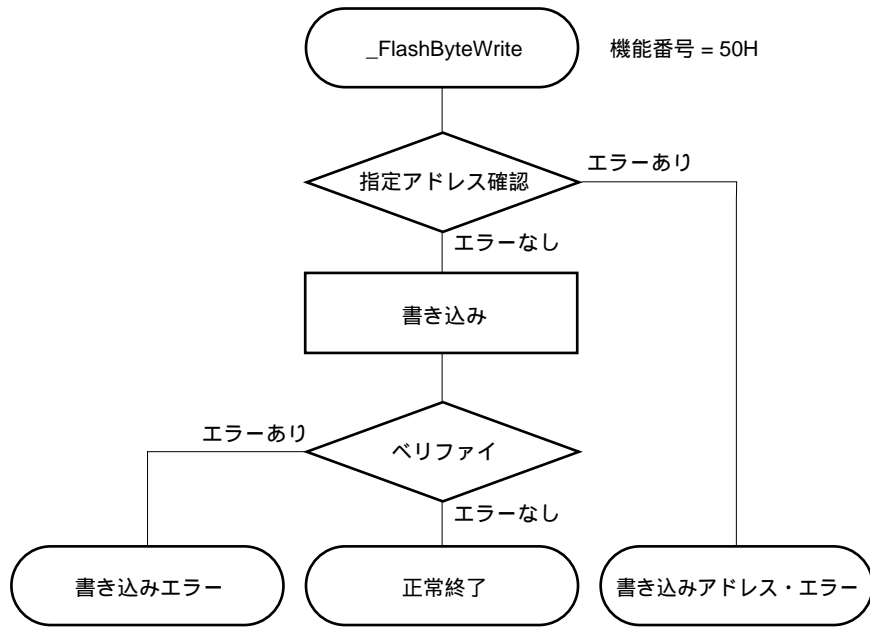 _FlashByteWrite
機能番号 = 50H
エラーあり
指定アドレス確認
エラーなし
書き込み
エラーあり
ベリファイ
エラーなし
書き込みエラー
正常終了
書き込みアドレス・エラー